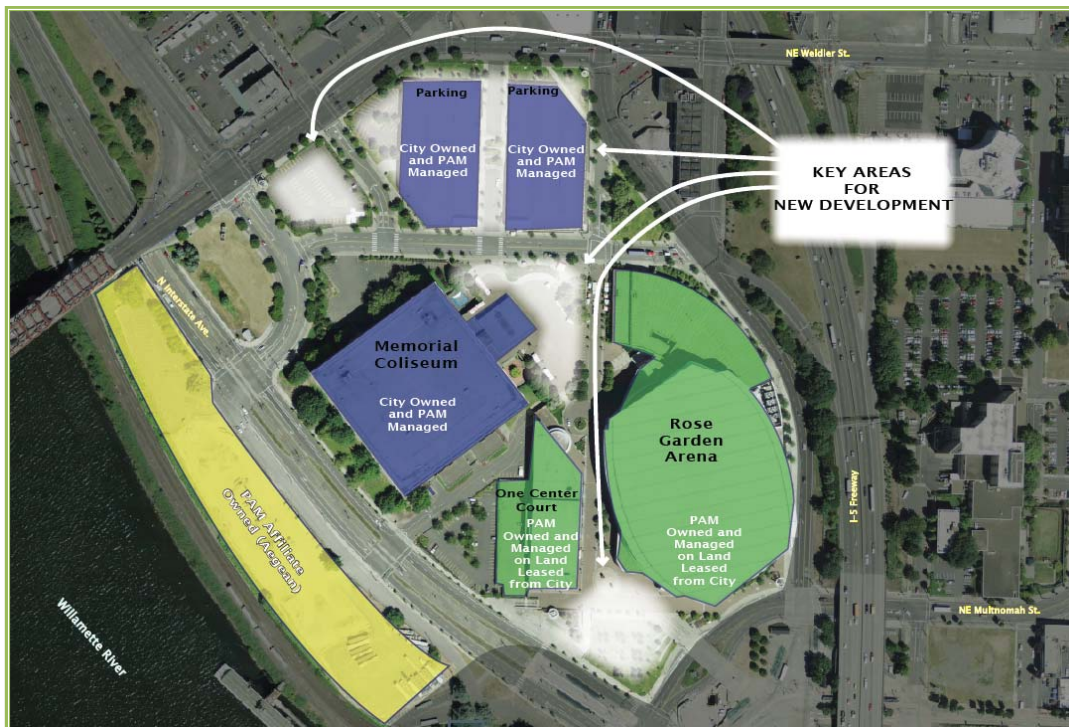 NE Weidler St.
Parking
City Owned
and PAM
Managed
Parking
City Owned
and PAM
Managed
KEY AREAS
FOR
NEW DEVELOPMENT
N Interstate Ave.
Memorial
Coliseum
City Owned
and PAM
Managed
Rose
Garden
Arena
PAM
Owned and
Managed
on Land
Leased
from City
One Center
Court
PAM
Owned and
Managed
on Land
Leased
from City
PAM Affiliate
Owned (Aegean)
I-5 Freeway
Willamette River
NE Multnomah St.